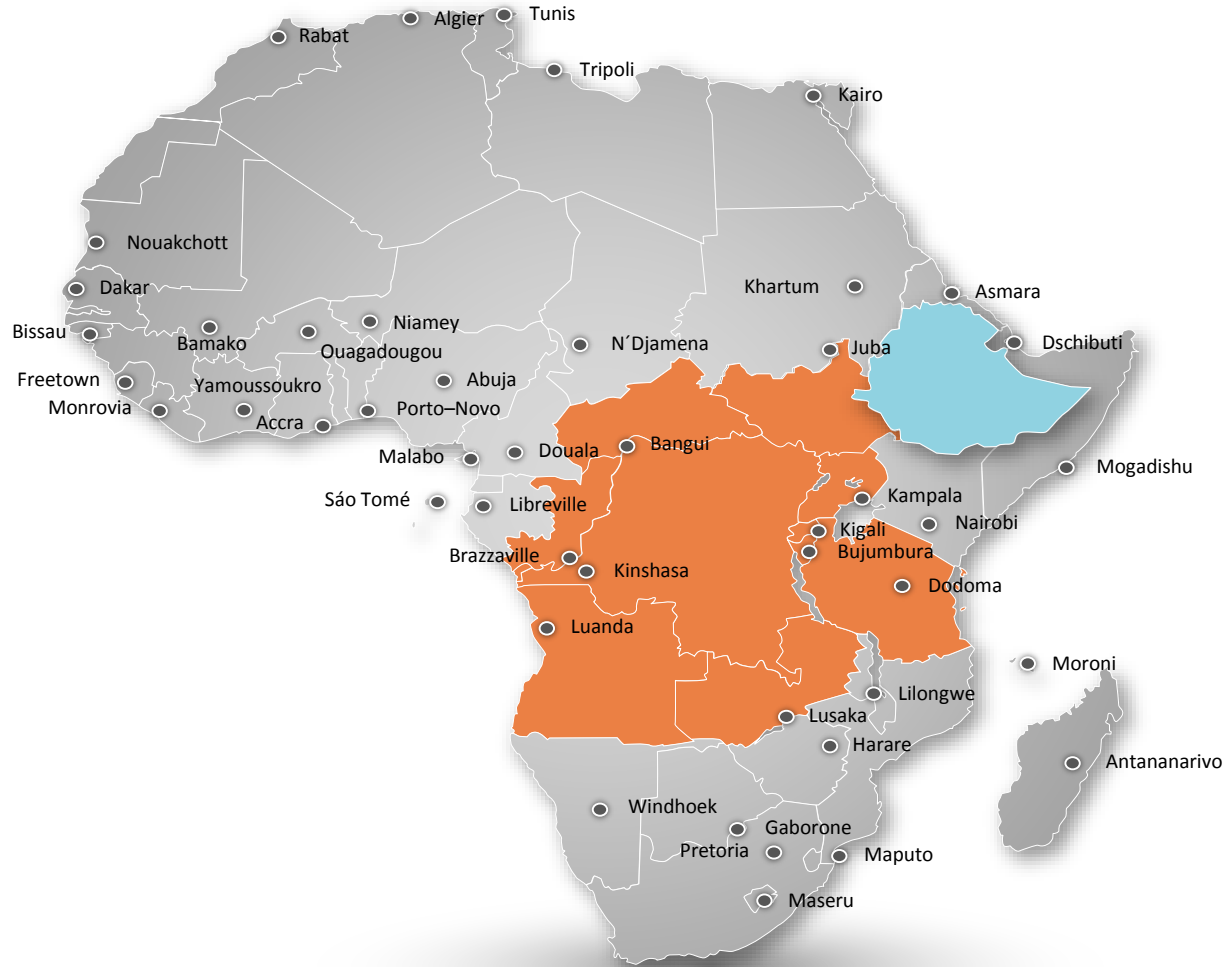 Algier
Tunis
Rabat
Tripoli
Kairo
Nouakchott
Dakar
Khartum
Asmara
Bissau
Bamako
Niamey
Ouagadougou
N´Djamena
Juba
Dschibuti
Freetown
Yamoussoukro
Abuja
Monrovia
Accra
Porto–Novo
Malabo
Douala
Bangui
Mogadishu
Sáo Tomé
Libreville
Kampala
Nairobi
Kigali
Brazzaville
Bujumbura
Kinshasa
Dodoma
Luanda
Moroni
Lilongwe
Lusaka
Harare
Antananarivo
Windhoek
Gaborone
Pretoria
Maputo
Maseru